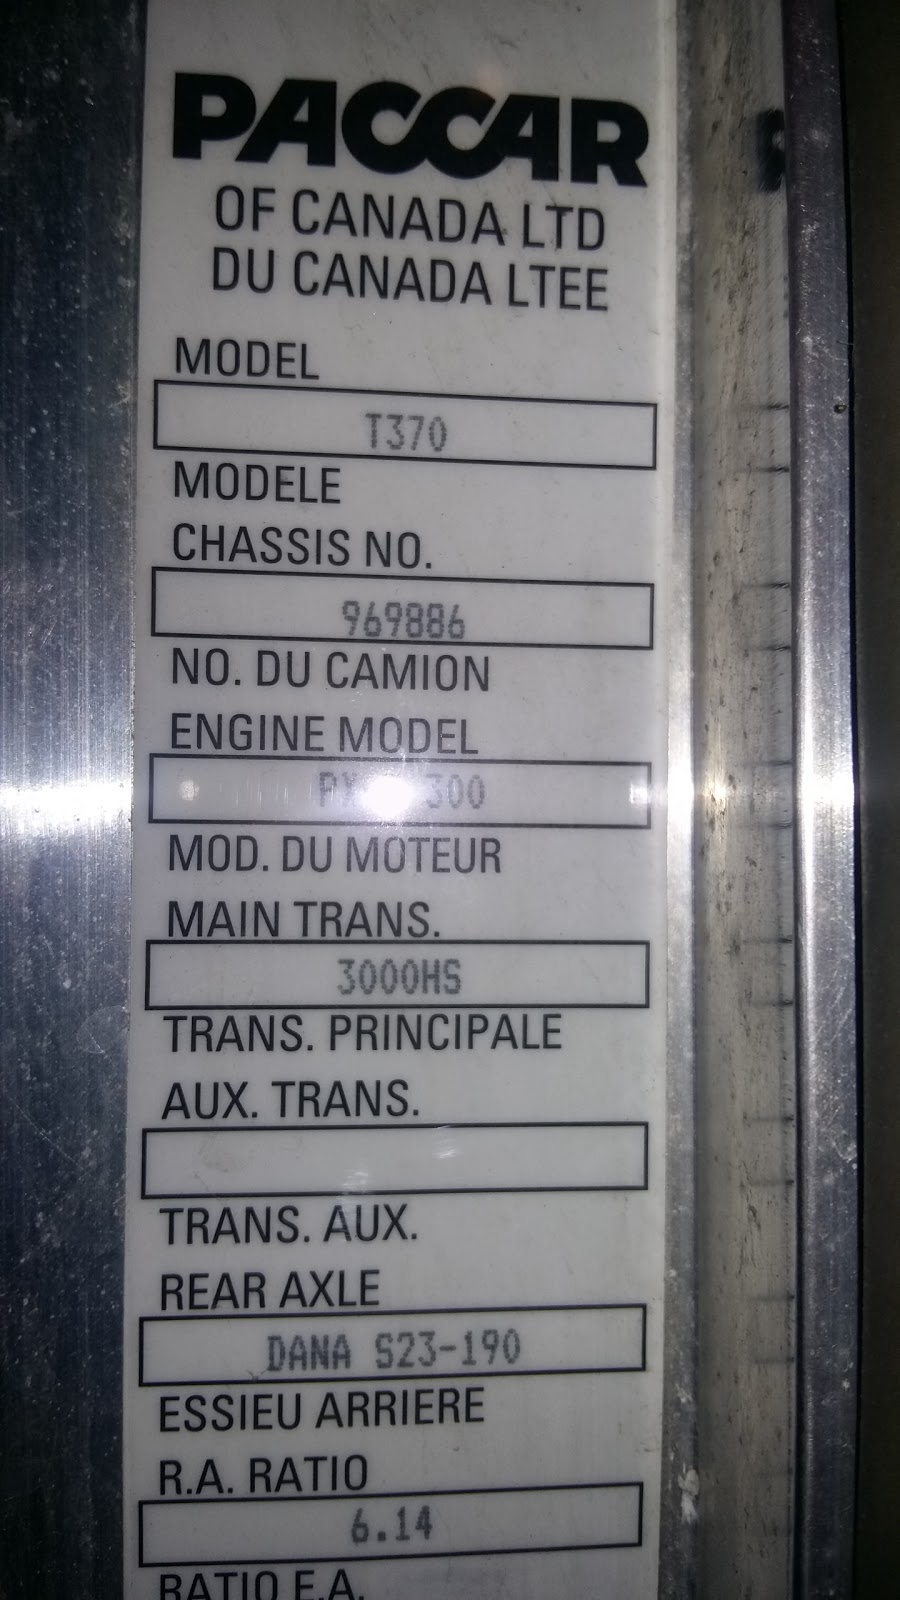 PACCAR
OF CANADA LTD
DU CANADA LTEE
MODEL
T370
MODELE
CHASSIS NO.
969886
NO. DU CAMION
ENGINE MODEL
300
MOD. DU MOTEUR
MAIN TRANS.
3000HS
TRANS. PRINCIPALE
AUX. TRANS.
TRANS. AUX.
REAR AXLE
DANA S23-190
ESSIEU ARRIERE
R.A. RATIO
6.14
RATIO E.A.